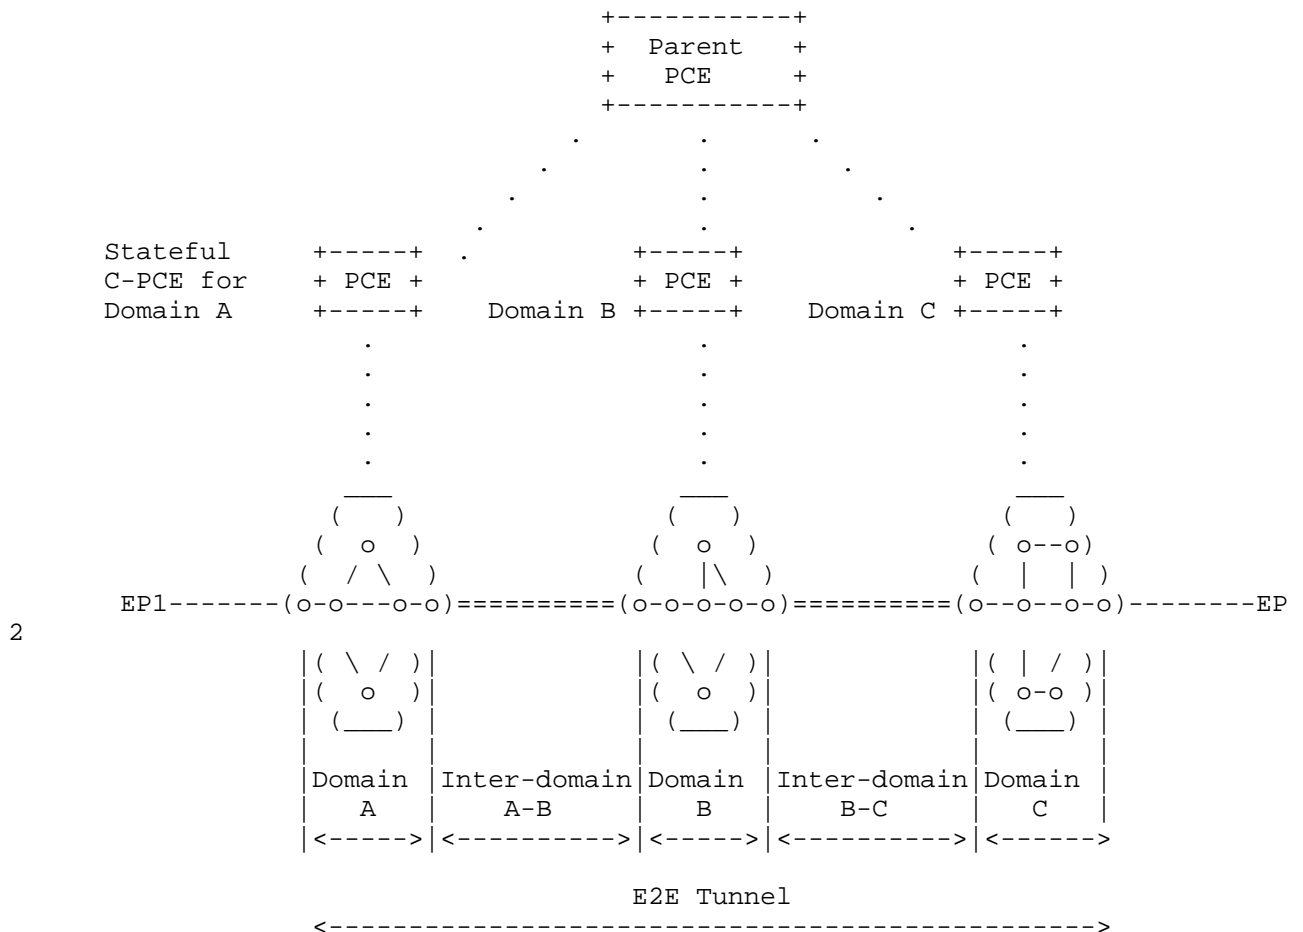 Parent
PCE
Stateful
C-PCE for PCE PCE PCE
Domain A Domain B Domain C
o o o--o
EP1-------(o-o---o-o)==========(o-o-o-o-o)==========(o--o--o-o)--------EP
2
o o o-o
Domain Inter-domain Domain Inter-domain Domain
A A-B B B-C C
E2E Tunnel